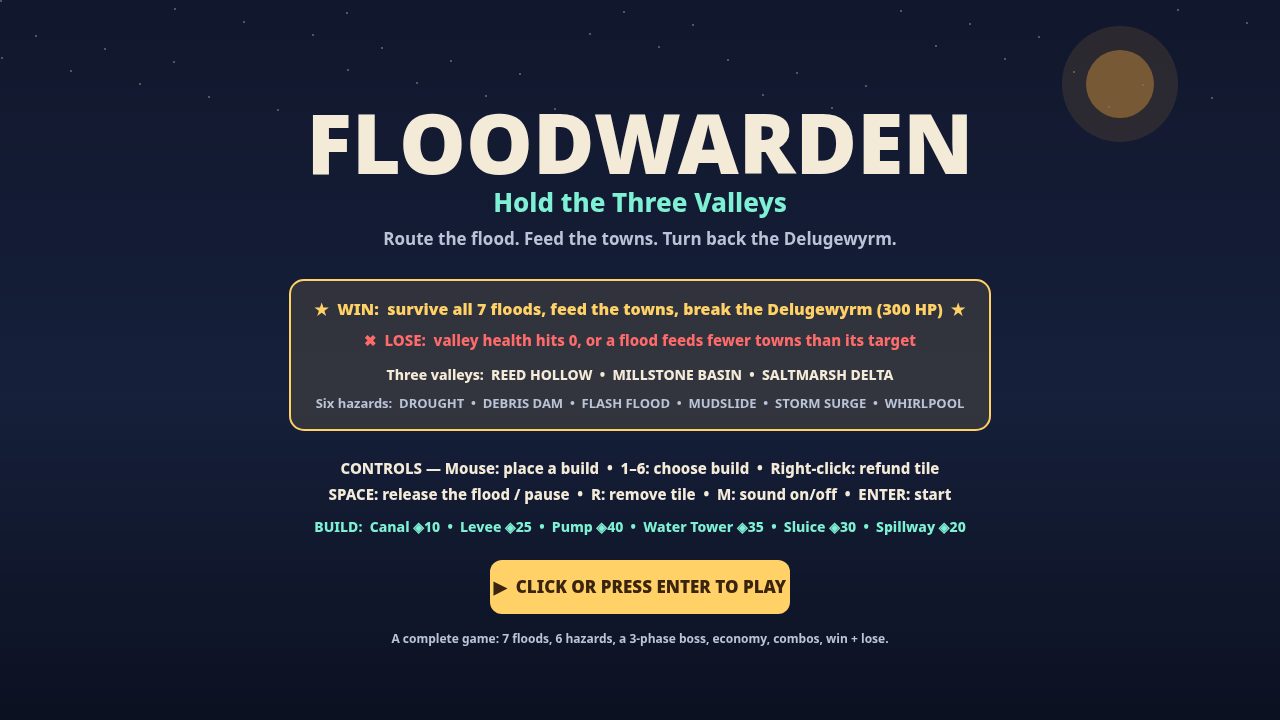 FLOODWARDEN
Hold the Three Valleys
Route the flood. Feed the towns. Turn back the Delugewyrm.
★ WIN: survive all 7 floods, feed the towns, break the Delugewyrm (300 HP) ★
✖ LOSE: valley health hits 0, or a flood feeds fewer towns than its target
Three valleys: REED HOLLOW • MILLSTONE BASIN • SALTMARSH DELTA
Six hazards: DROUGHT • DEBRIS DAM • FLASH FLOOD • MUDSLIDE • STORM SURGE • WHIRLPOOL
CONTROLS — Mouse: place a build • 1–6: choose build • Right-click: refund tile
SPACE: release the flood / pause • R: remove tile • M: sound on/off • ENTER: start
BUILD: Canal ◈10 • Levee ◈25 • Pump ◈40 • Water Tower ◈35 • Sluice ◈30 • Spillway ◈20
▶ CLICK OR PRESS ENTER TO PLAY
A complete game: 7 floods, 6 hazards, a 3-phase boss, economy, combos, win + lose.